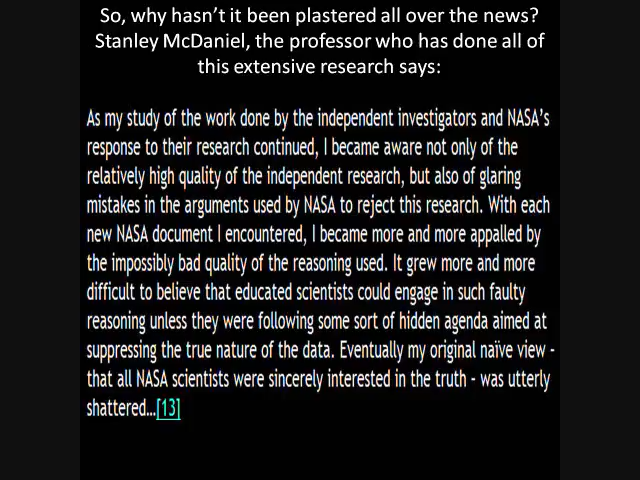 So, why hasn’t it been plastered all over the news?
Stanley McDaniel, the professor who has done all of
this extensive research says:
As my study of the work done by the independent investigators and NASA’s
response to their research continued, I became aware not only of the
relatively high quality of the independent research, but also of glaring
mistakes in the arguments used by NASA to reject this research. With each
new NASA document I encountered, I became more and more appalled by
the impossibly bad quality of the reasoning used. It grew more and more
difficult to believe that educated scientists could engage in such faulty
reasoning unless they were following some sort of hidden agenda aimed at
suppressing the true nature of the data. Eventually my original naïve view -
that all NASA scientists were sincerely interested in the truth - was utterly
shattered...[13]